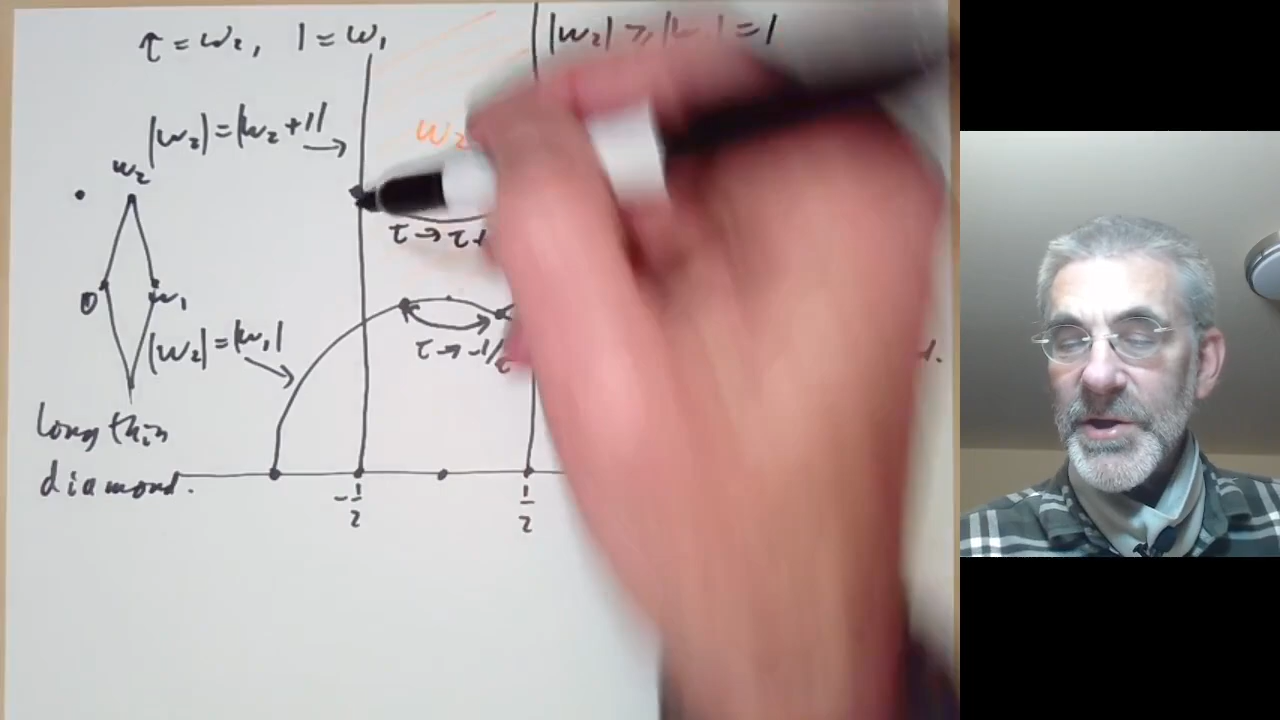 τ = ω₂, 1 = ω₁
|ω₂| ≥ |ω₁| = 1
|ω₂| = |ω₂ + 1| →
ω₂
ω₂
τ → τ+
0
ω₁
|ω₂| = |ω₁|
τ → -1/τ
long thin
diamond.
-1/2
1/2